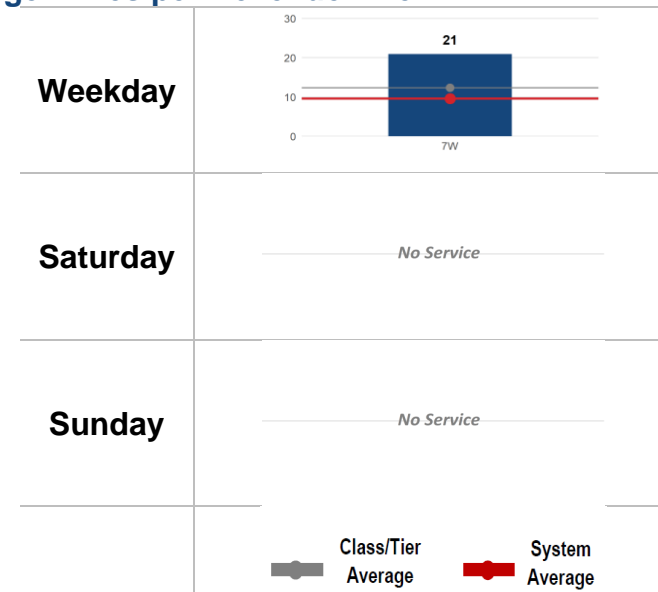 Weekday
30
20
10
0
21
7W
Saturday
No Service
Sunday
No Service
Class/Tier
Average
System
Average